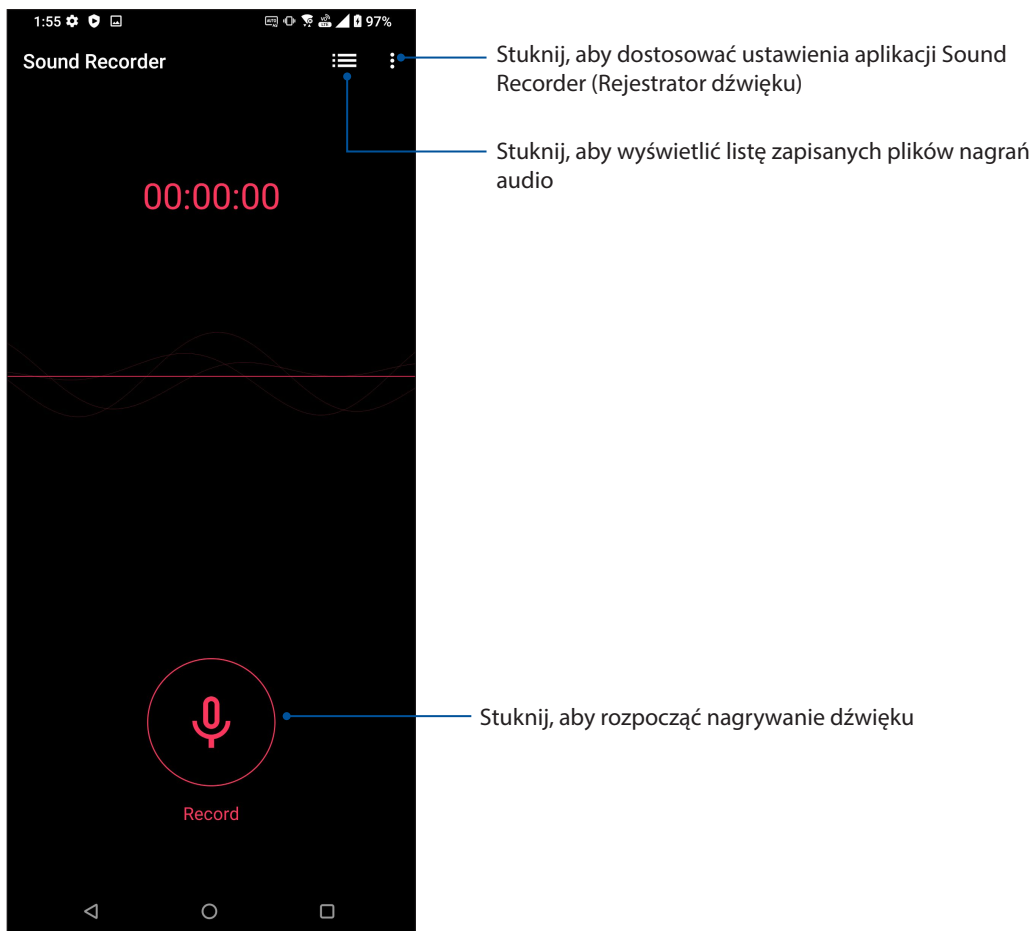 1:55
97%
Sound Recorder
Stuknij, aby dostosować ustawienia aplikacji Sound
Recorder (Rejestrator dźwięku)
Stuknij, aby wyświetlić listę zapisanych plików nagrań
audio
00:00:00
Stuknij, aby rozpocząć nagrywanie dźwięku
Record